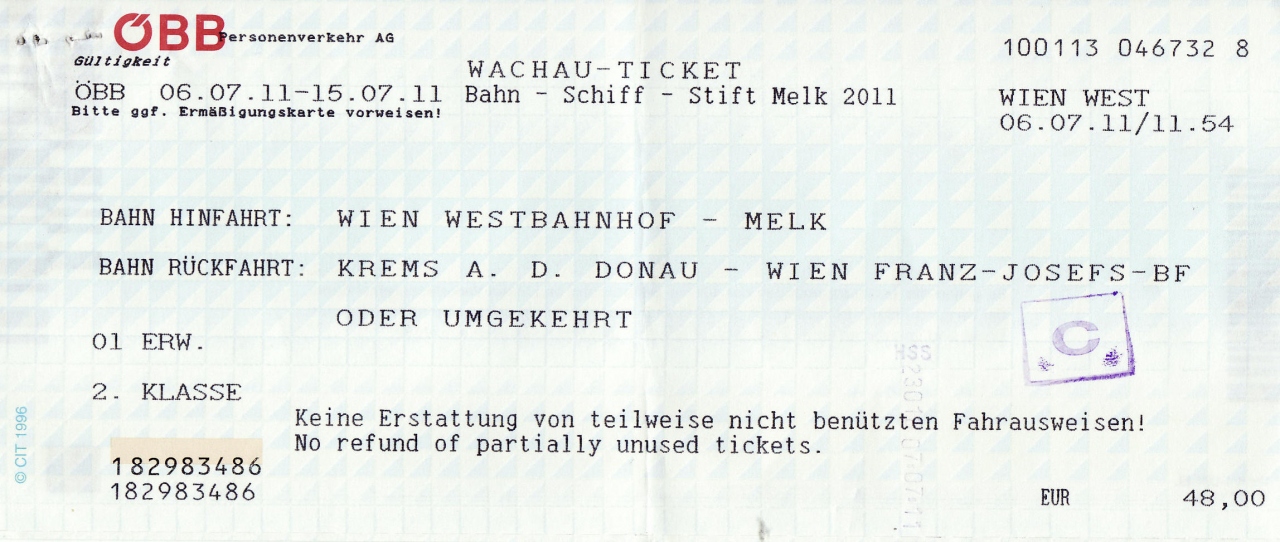 ÖBB Personenverkehr AG
100113 046732 8
Gültigkeit
WACHAU-TICKET
ÖBB 06.07.11-15.07.11 Bahn - Schiff - Stift Melk 2011
WIEN WEST
Bitte ggf. Ermäßigungskarte vorweisen!
06.07.11/11.54
BAHN HINFAHRT: WIEN WESTBAHNHOF - MELK
BAHN RÜCKFAHRT: KREMS A. D. DONAU - WIEN FRANZ-JOSEFS-BF
ODER UMGEKEHRT
C
01 ERW.
2. KLASSE
Keine Erstattung von teilweise nicht benützten Fahrausweisen!
No refund of partially unused tickets.
© CIT 1996
182983486
182983486
EUR 48,00